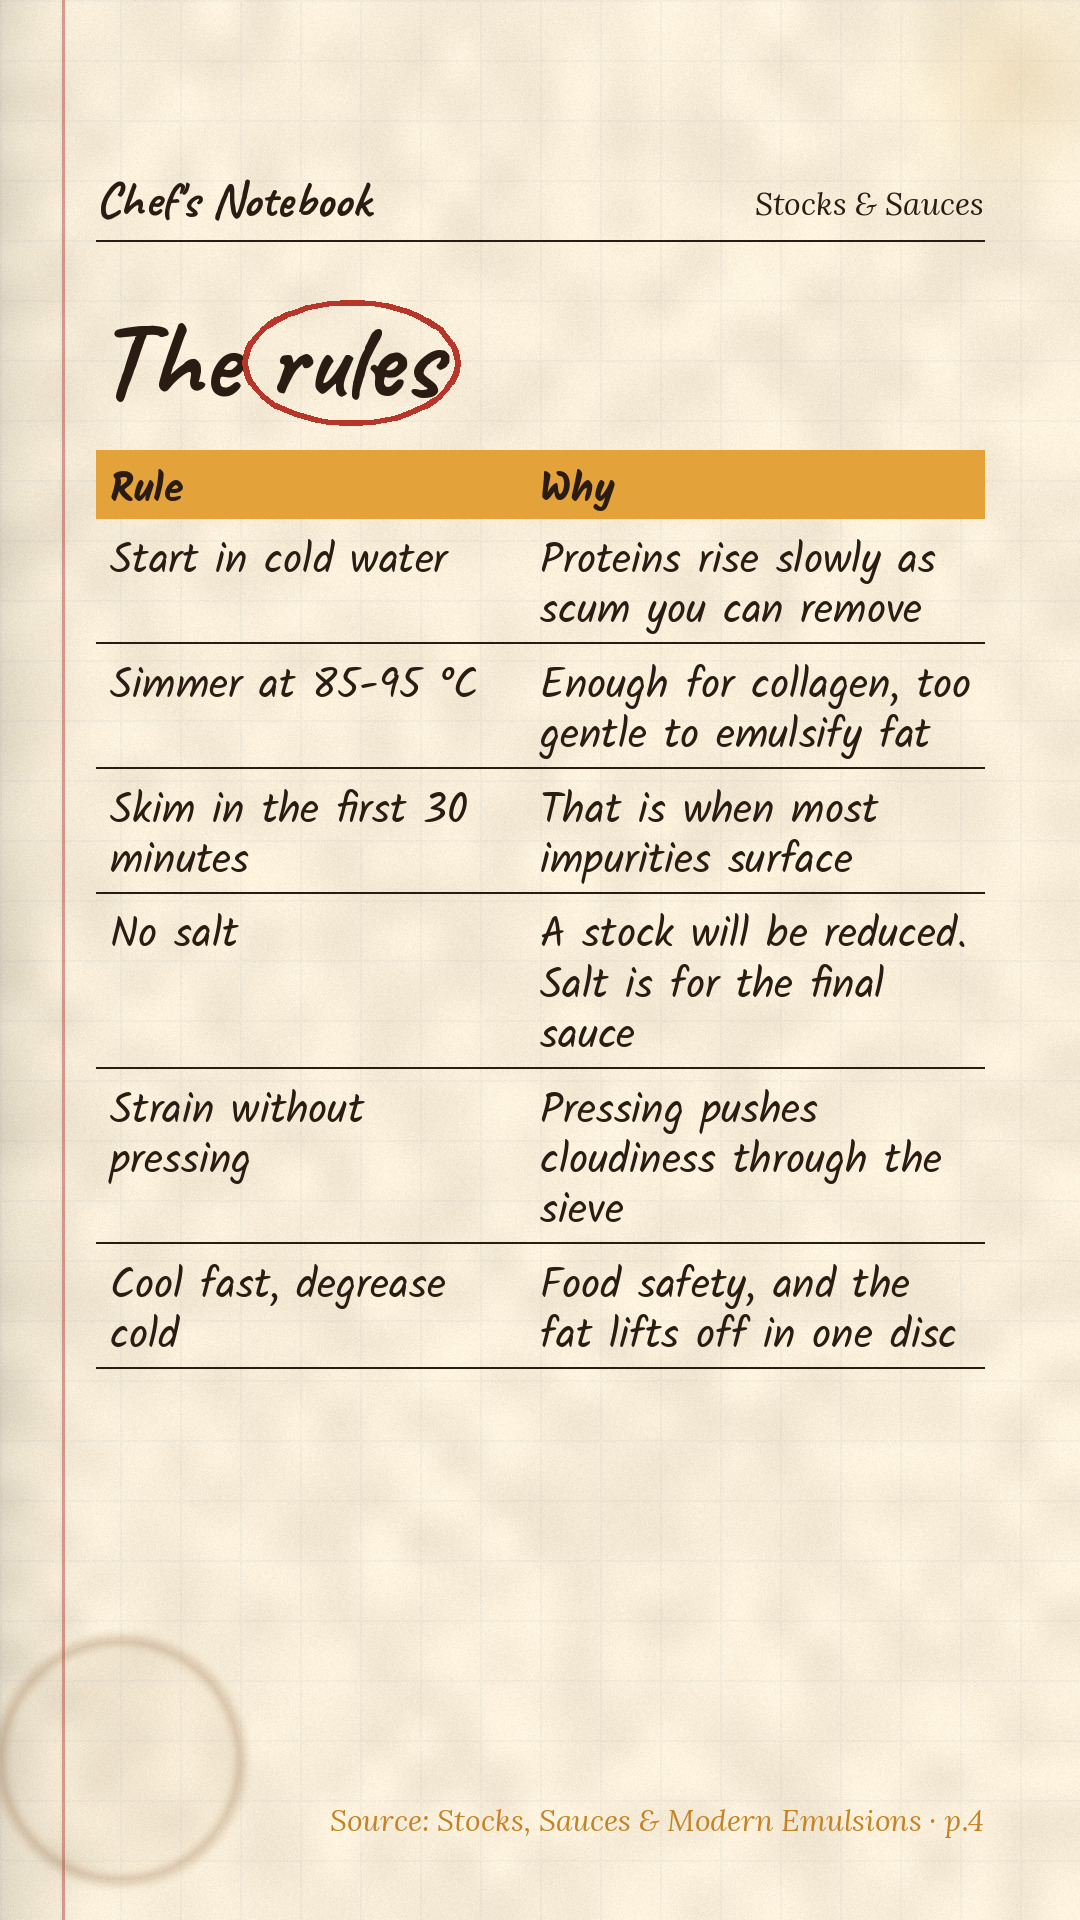 Chef's Notebook
Stocks & Sauces
The rules
Rule Why
Start in cold water
Proteins rise slowly as
scum you can remove
Simmer at 85-95 °C
Enough for collagen, too
gentle to emulsify fat
Skim in the first 30
minutes
That is when most
impurities surface
No salt
A stock will be reduced.
Salt is for the final
sauce
Strain without
pressing
Pressing pushes
cloudiness through the
sieve
Cool fast, degrease
cold
Food safety, and the
fat lifts off in one disc
Source: Stocks, Sauces & Modern Emulsions · p.4